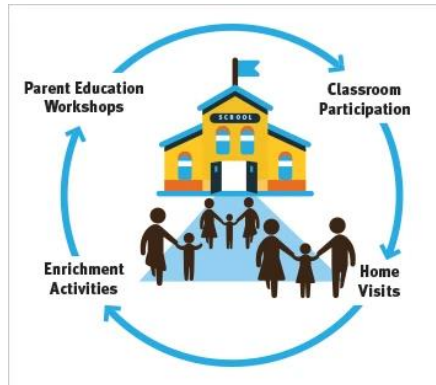 Parent Education
Workshops
Classroom
Participation
SCHOOL
Enrichment
Activities
Home
Visits